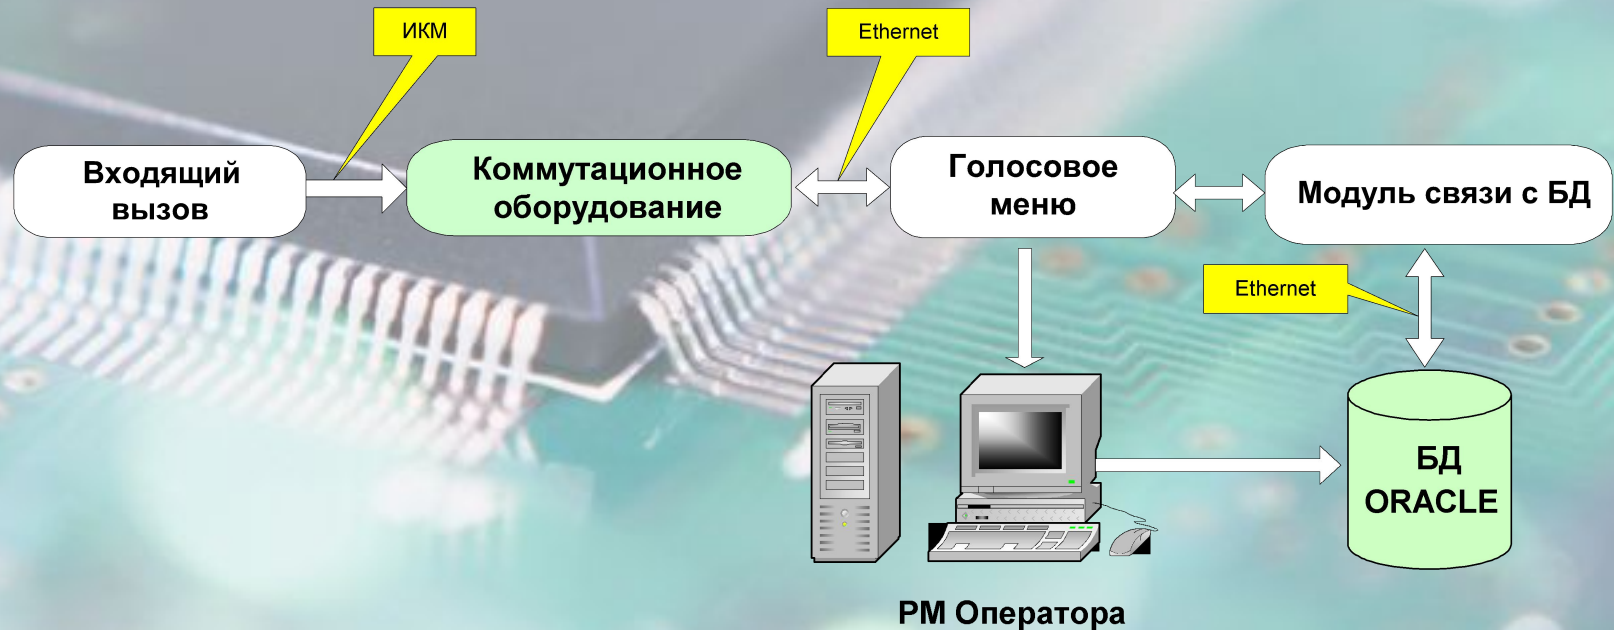 ИКМ
Ethernet
Входящий
вызов
Коммутационное
оборудование
Голосовое
меню
Модуль связи с БД
Ethernet
БД
ORACLE
РМ Оператора